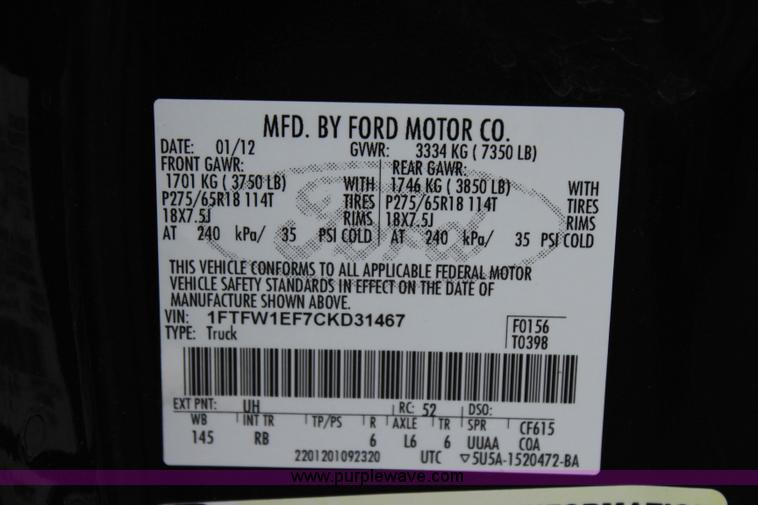 MFD. BY FORD MOTOR CO.
DATE: 01/12 GVWR: 3334 KG ( 7350 LB)
FRONT GAWR: REAR GAWR:
1701 KG ( 3750 LB) WITH 1746 KG ( 3850 LB) WITH
P275/65R18 114T TIRES P275/65R18 114T TIRES
18X7.5J RIMS 18X7.5J RIMS
AT 240 kPa/ 35 PSI COLD AT 240 kPa/ 35 PSI COLD
Ford
THIS VEHICLE CONFORMS TO ALL APPLICABLE FEDERAL MOTOR
VEHICLE SAFETY STANDARDS IN EFFECT ON THE DATE OF
MANUFACTURE SHOWN ABOVE.
VIN: 1FTFW1EF7CKD31467 F0156
TYPE: Truck T0398
EXT PNT: UH RC: 52 DSO:
WB INT TR TP/PS R AXLE TR SPR CF615
145 RB 6 L6 6 UUAA COA
2201201092320 UTC ▽5U5A-1520472-BA
www.purplewave.com
INFORMATION